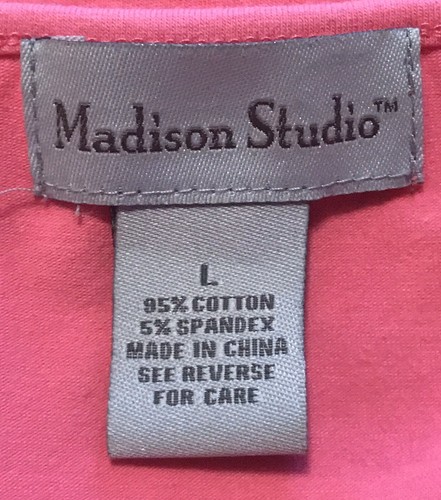 Madison Studio™
L
95% COTTON
5% SPANDEX
MADE IN CHINA
SEE REVERSE
FOR CARE